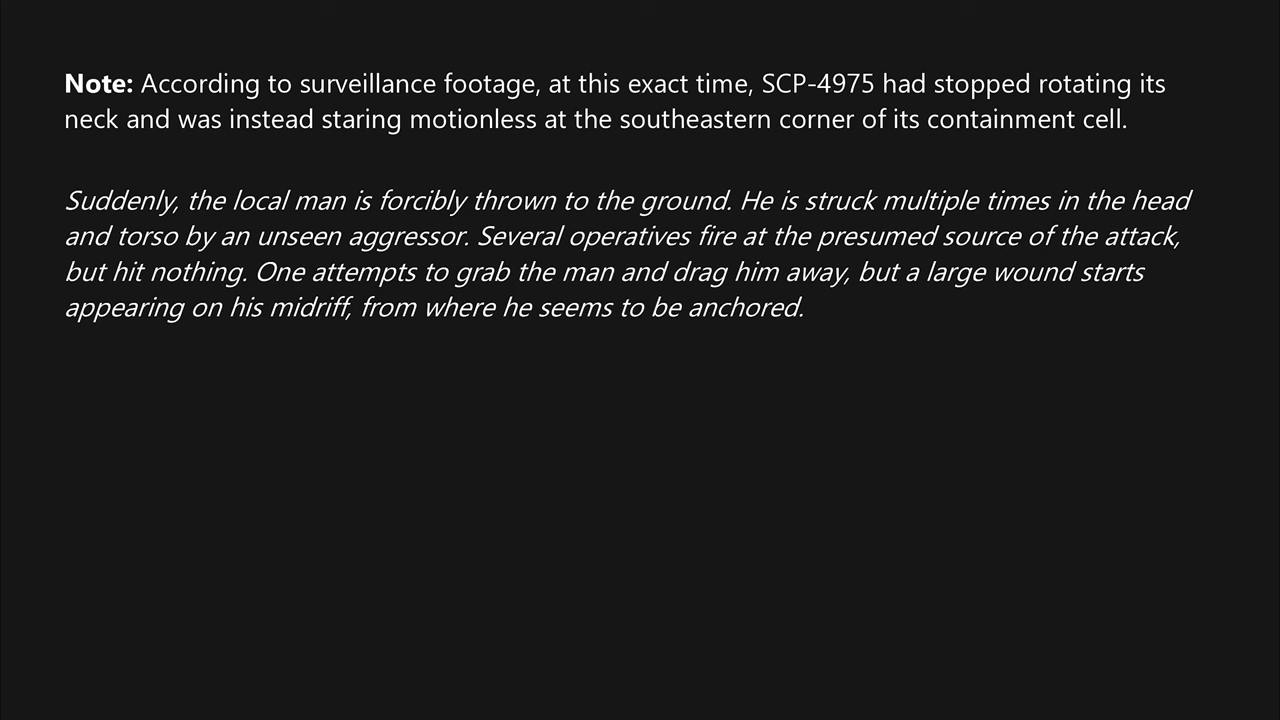 Note: According to surveillance footage, at this exact time, SCP-4975 had stopped rotating its
neck and was instead staring motionless at the southeastern corner of its containment cell.
Suddenly, the local man is forcibly thrown to the ground. He is struck multiple times in the head
and torso by an unseen aggressor. Several operatives fire at the presumed source of the attack,
but hit nothing. One attempts to grab the man and drag him away, but a large wound starts
appearing on his midriff, from where he seems to be anchored.